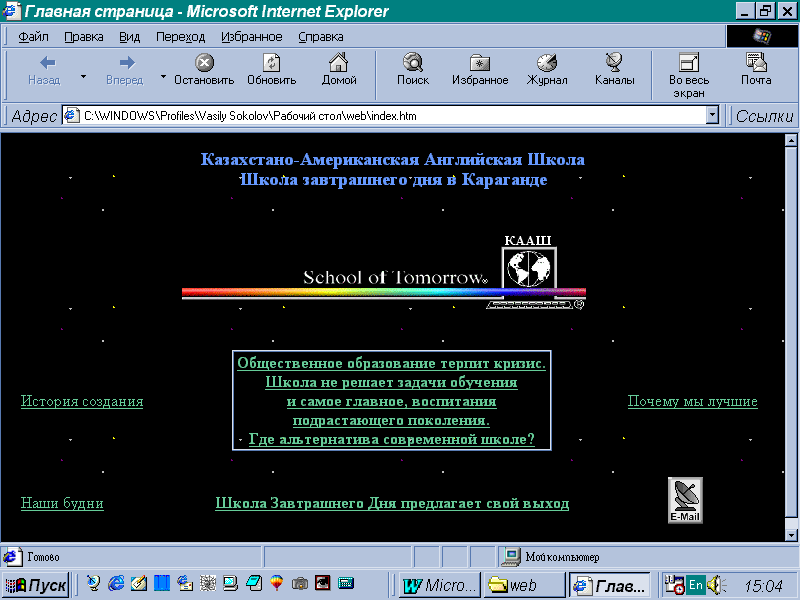 Главная страница - Microsoft Internet Explorer
Файл Правка Вид Переход Избранное Справка
Назад Вперед Остановить Обновить Домой Поиск Избранное Журнал Каналы Во весь экран Почта
Адрес C:\WINDOWS\Profiles\Vasily Sokolov\Рабочий стол\web\index.htm Ссылки
Казахстано-Американская Английская Школа
Школа завтрашнего дня в Караганде
КААШ
School of Tomorrow®
Общественное образование терпит кризис.
Школа не решает задачи обучения
и самое главное, воспитания
подрастающего поколения.
Где альтернатива современной школе?
История создания
Почему мы лучшие
Наши будни
Школа Завтрашнего Дня предлагает свой выход
E-Mail
Готово
Мой компьютер
Пуск Micro... web Глав... En 15:04